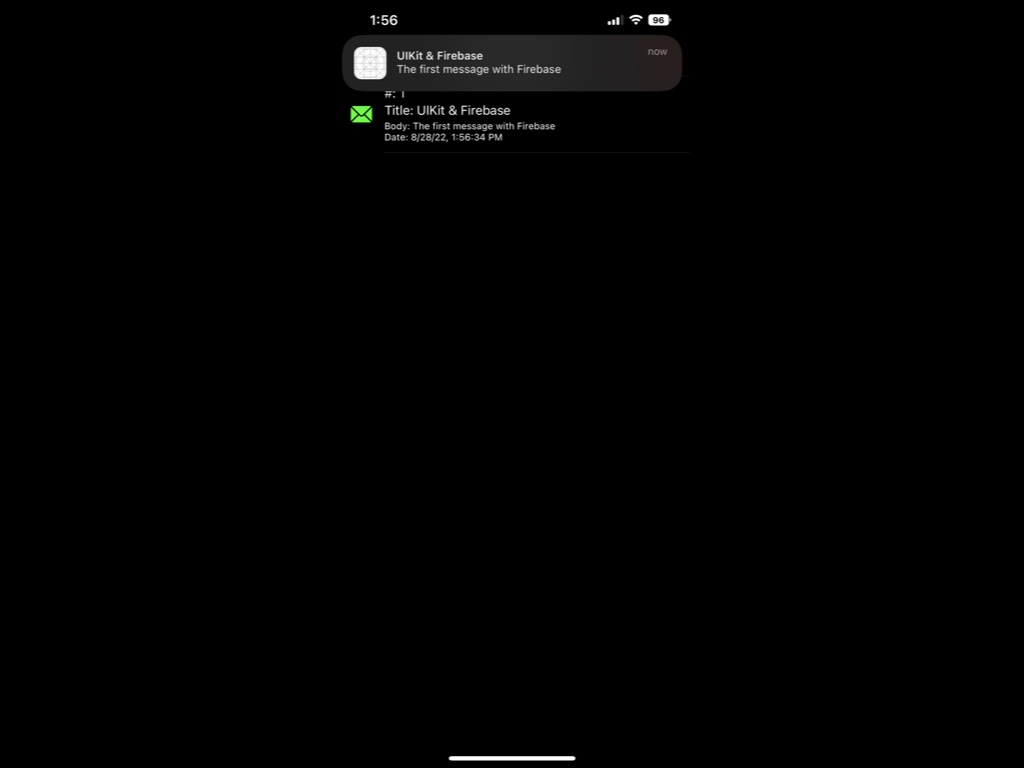 1:56
96
UIKit & Firebase
now
The first message with Firebase
#: 1
Title: UIKit & Firebase
Body: The first message with Firebase
Date: 8/28/22, 1:56:34 PM